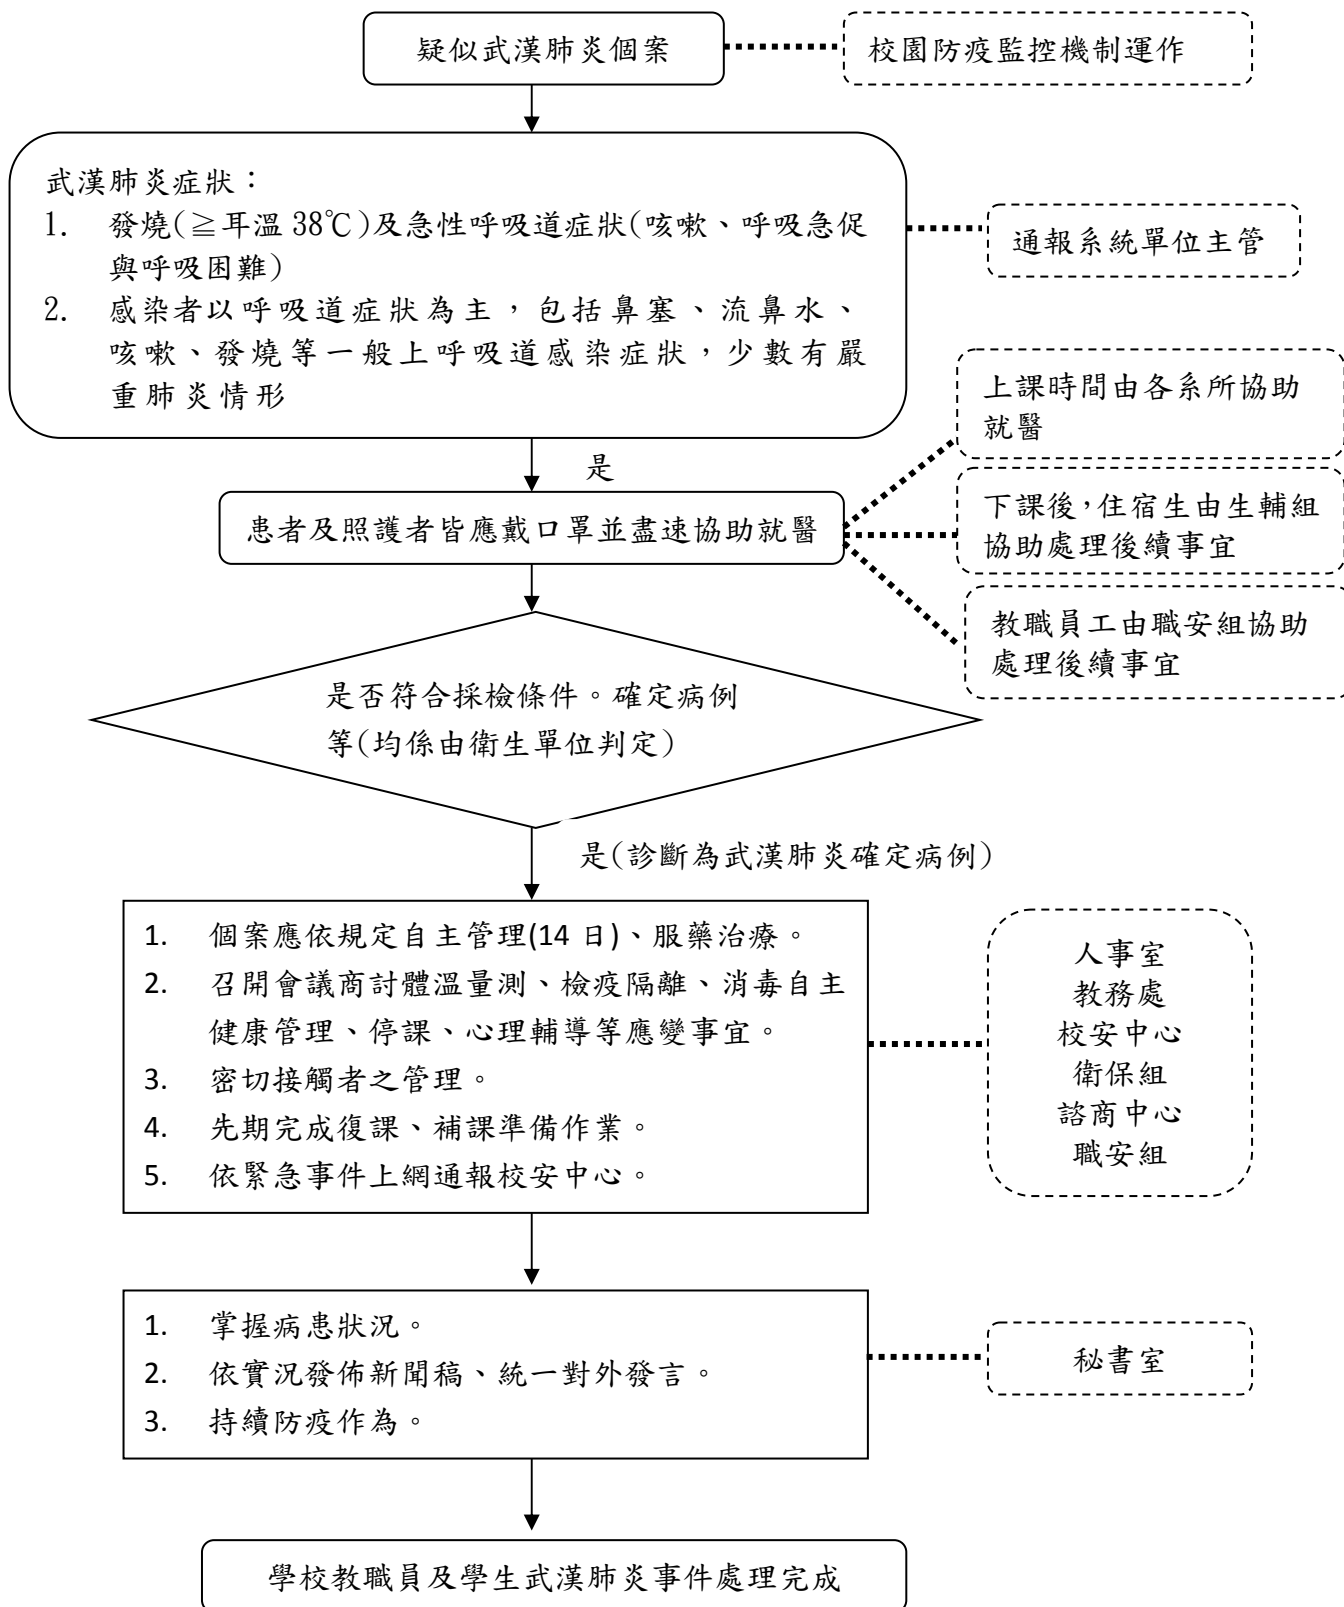 疑似武漢肺炎個案
校園防疫監控機制運作
武漢肺炎症狀：
1. 發燒(≧耳溫 38℃)及急性呼吸道症狀(咳嗽、呼吸急促
與呼吸困難)
2. 感染者以呼吸道症狀為主，包括鼻塞、流鼻水、
咳嗽、發燒等一般上呼吸道感染症狀，少數有嚴
重肺炎情形
通報系統單位主管
是
上課時間由各系所協助
就醫
患者及照護者皆應戴口罩並盡速協助就醫
下課後，住宿生由生輔組
協助處理後續事宜
教職員工由職安組協助
處理後續事宜
是否符合採檢條件。確定病例
等(均係由衛生單位判定)
是(診斷為武漢肺炎確定病例)
1. 個案應依規定自主管理(14 日)、服藥治療。
2. 召開會議商討體溫量測、檢疫隔離、消毒自主
健康管理、停課、心理輔導等應變事宜。
3. 密切接觸者之管理。
4. 先期完成復課、補課準備作業。
5. 依緊急事件上網通報校安中心。
人事室
教務處
校安中心
衛保組
諮商中心
職安組
1. 掌握病患狀況。
2. 依實況發佈新聞稿、統一對外發言。
3. 持續防疫作為。
秘書室
學校教職員及學生武漢肺炎事件處理完成